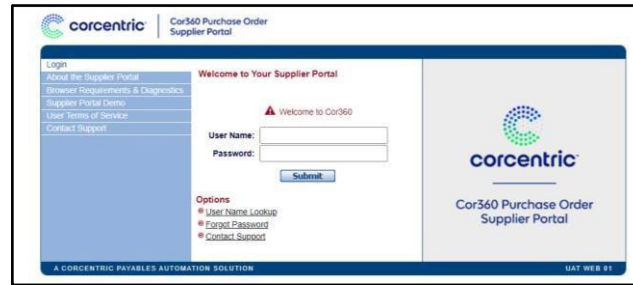 corcentric
Cor360 Purchase Order
Supplier Portal
Login
About the Supplier Portal
Browser Requirements & Diagnostics
Supplier Portal Demo
User Terms of Service
Contact Support
Welcome to Your Supplier Portal
Welcome to Cor360
User Name:
Password:
Submit
Options
User Name Lookup
Forgot Password
Contact Support
corcentric
Cor360 Purchase Order
Supplier Portal
A CORCENTRIC PAYABLES AUTOMATION SOLUTION
UAT WEB 01